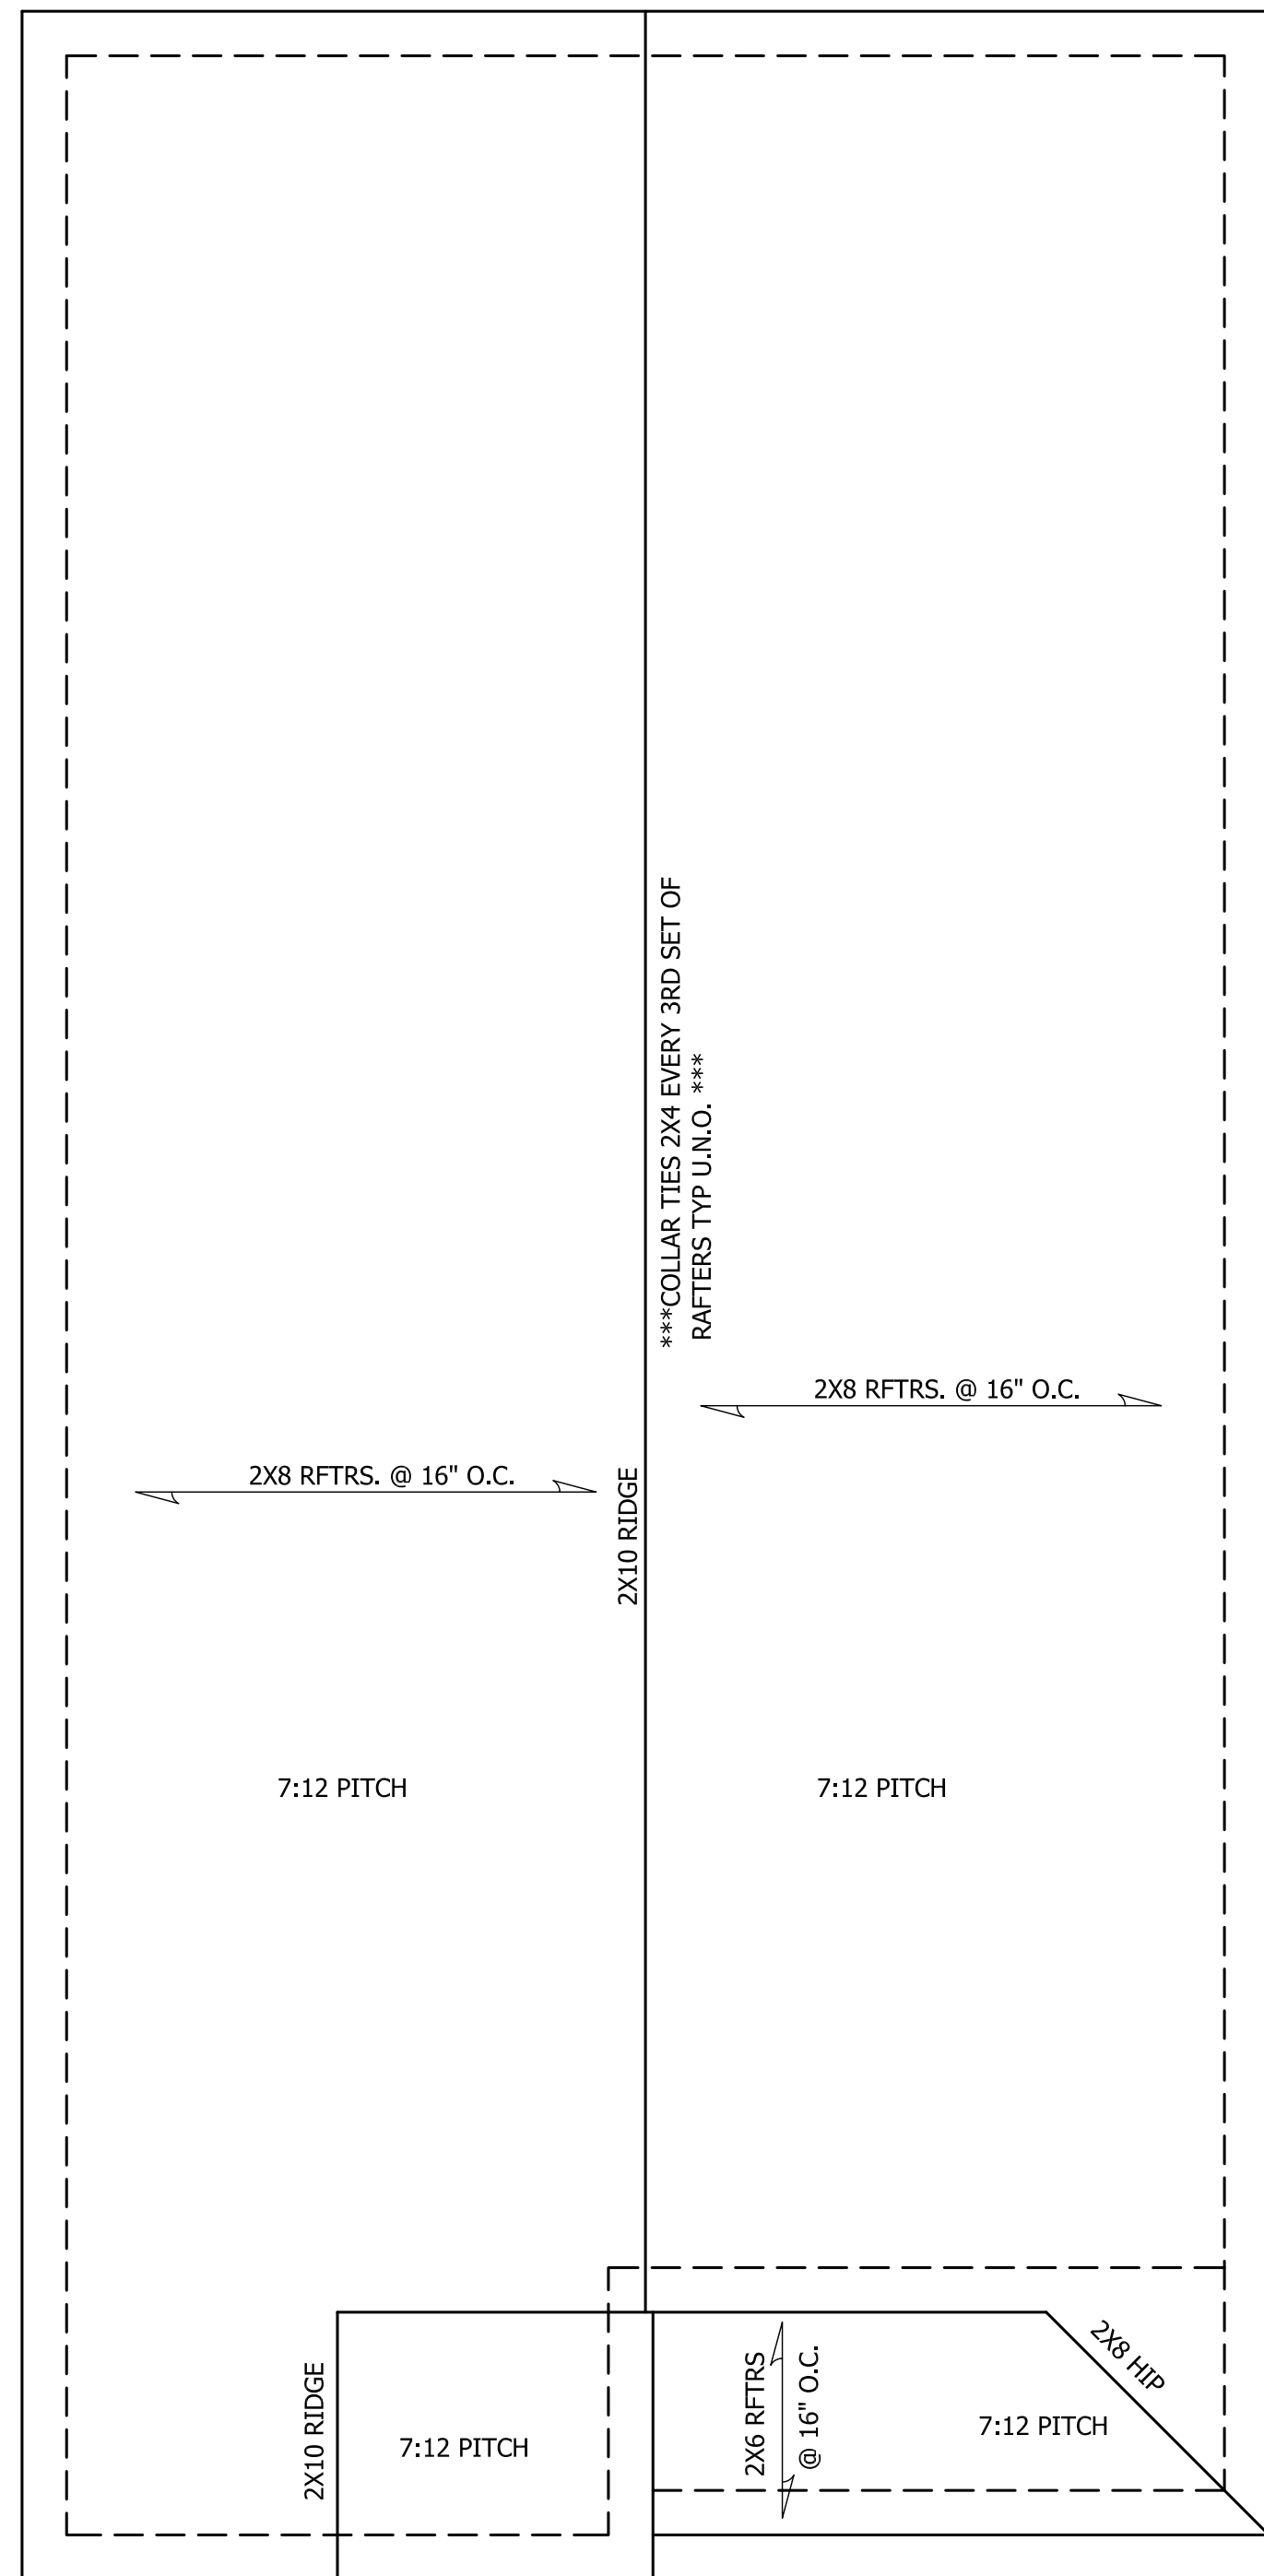 ***COLLAR TIES 2X4 EVERY 3RD SET OF
RAFTERS TYP U.N.O. ***
2X8 RFTRS. @ 16" O.C.
2X8 RFTRS. @ 16" O.C.
2X10 RIDGE
7:12 PITCH
7:12 PITCH
2X10 RIDGE
7:12 PITCH
2X6 RFTRS
@ 16" O.C.
2X8 HIP
7:12 PITCH